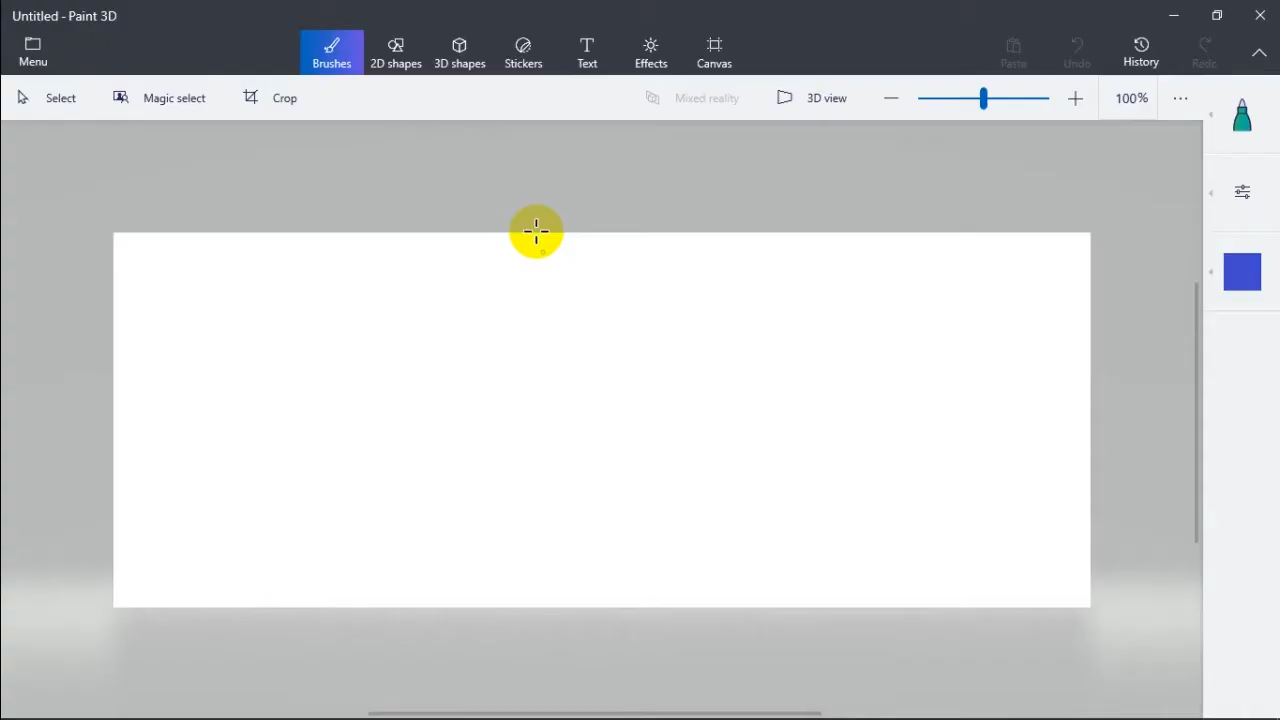 Untitled - Paint 3D
Menu
Brushes
2D shapes
3D shapes
Stickers
Text
Effects
Canvas
Paste
Undo
History
Redo
Select
Magic select
Crop
Mixed reality
3D view
100%